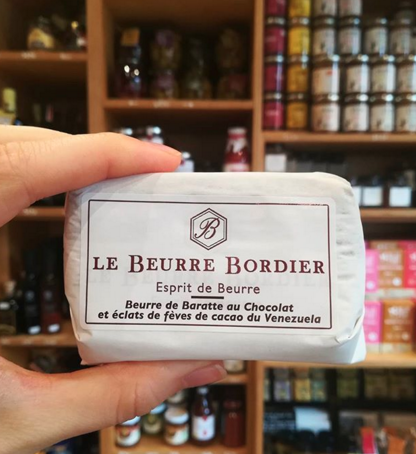 B
LE BEURRE BORDIER
Esprit de Beurre
Beurre de Baratte au Chocolat
et éclats de fèves de cacao du Venezuela